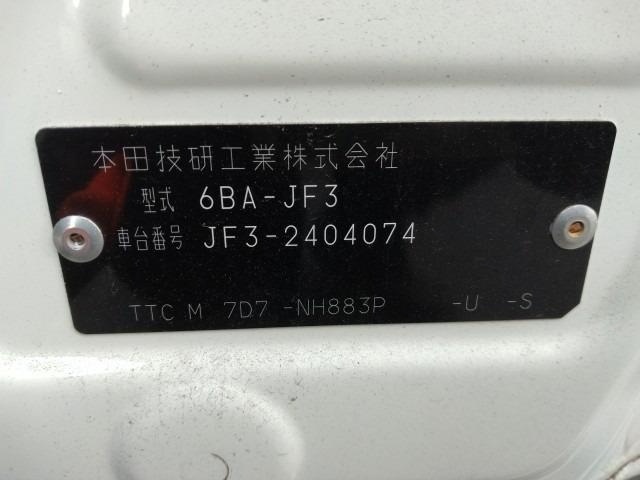 本田技研工業株式会社
型式 6BA-JF3
車台番号 JF3-2404074
TTC M 7D7 -NH883P -U -S